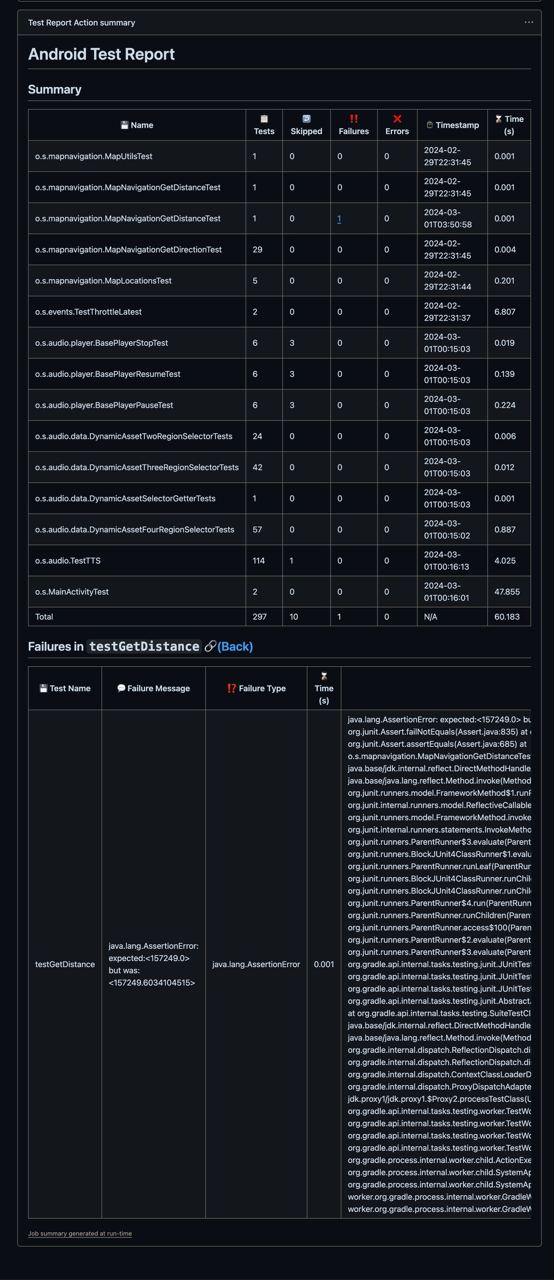 Test Report Action summary
Android Test Report
Summary
Name Tests Skipped Failures Errors Timestamp Time (s)
o.s.mapnavigation.MapUtilsTest 1 0 0 0 2024-02-29T22:31:45 0.001
o.s.mapnavigation.MapNavigationGetDistanceTest 1 0 0 0 2024-02-29T22:31:45 0.001
o.s.mapnavigation.MapNavigationGetDistanceTest 1 0 1 0 2024-03-01T03:50:58 0.001
o.s.mapnavigation.MapNavigationGetDirectionTest 29 0 0 0 2024-02-29T22:31:45 0.004
o.s.mapnavigation.MapLocationsTest 5 0 0 0 2024-02-29T22:31:44 0.201
o.s.events.TestThrottleLatest 2 0 0 0 2024-02-29T22:31:37 6.807
o.s.audio.player.BasePlayerStopTest 6 3 0 0 2024-03-01T00:15:03 0.019
o.s.audio.player.BasePlayerResumeTest 6 3 0 0 2024-03-01T00:15:03 0.139
o.s.audio.player.BasePlayerPauseTest 6 3 0 0 2024-03-01T00:15:03 0.224
o.s.audio.data.DynamicAssetTwoRegionSelectorTests 24 0 0 0 2024-03-01T00:15:03 0.006
o.s.audio.data.DynamicAssetThreeRegionSelectorTests 42 0 0 0 2024-03-01T00:15:03 0.012
o.s.audio.data.DynamicAssetSelectorGetterTests 1 0 0 0 2024-03-01T00:15:03 0.001
o.s.audio.data.DynamicAssetFourRegionSelectorTests 57 0 0 0 2024-03-01T00:15:02 0.887
o.s.audio.TestTTS 114 1 0 0 2024-03-01T00:16:13 4.025
o.s.MainActivityTest 2 0 0 0 2024-03-01T00:16:01 47.855
Total 297 10 1 0 N/A 60.183
Failures in testGetDistance (Back)
Test Name Failure Message Failure Type Time (s)
testGetDistance
java.lang.AssertionError:
expected:<157249.0>
but was:
<157249.6034104515>
java.lang.AssertionError
0.001
java.lang.AssertionError: expected:<157249.0> bu
org.junit.Assert.failNotEquals(Assert.java:835) at
org.junit.Assert.assertEquals(Assert.java:685) at
o.s.mapnavigation.MapNavigationGetDistanceTes
java.base/jdk.internal.reflect.DirectMethodHandle
java.base/java.lang.reflect.Method.invoke(Method
org.junit.runners.model.FrameworkMethod$1.runR
org.junit.internal.runners.model.ReflectiveCallable
org.junit.runners.model.FrameworkMethod.invoke
org.junit.internal.runners.statements.InvokeMetho
org.junit.runners.ParentRunner$3.evaluate(Parent
org.junit.runners.BlockJUnit4ClassRunner$1.evalu
org.junit.runners.ParentRunner.runLeaf(ParentRun
org.junit.runners.BlockJUnit4ClassRunner.runChil
org.junit.runners.BlockJUnit4ClassRunner.runChil
org.junit.runners.ParentRunner$4.run(ParentRunn
org.junit.runners.ParentRunner.runChildren(Paren
org.junit.runners.ParentRunner.access$100(Parent
org.junit.runners.ParentRunner$2.evaluate(Parent
org.junit.runners.ParentRunner$3.evaluate(Parent
org.gradle.api.internal.tasks.testing.junit.JUnitTest
org.gradle.api.internal.tasks.testing.junit.JUnitTest
org.gradle.api.internal.tasks.testing.junit.JUnitTest
org.gradle.api.internal.tasks.testing.junit.Abstract
at org.gradle.api.internal.tasks.testing.SuiteTestCl
java.base/jdk.internal.reflect.DirectMethodHandle
java.base/java.lang.reflect.Method.invoke(Method
org.gradle.internal.dispatch.ReflectionDispatch.di
org.gradle.internal.dispatch.ReflectionDispatch.di
org.gradle.internal.dispatch.ContextClassLoaderD
org.gradle.internal.dispatch.ProxyDispatchAdapte
jdk.proxy1/jdk.proxy1.$Proxy2.processTestClass(U
org.gradle.api.internal.tasks.testing.worker.TestWo
org.gradle.api.internal.tasks.testing.worker.TestWo
org.gradle.api.internal.tasks.testing.worker.TestWo
org.gradle.api.internal.tasks.testing.worker.TestWo
org.gradle.process.internal.worker.child.ActionExe
org.gradle.process.internal.worker.child.SystemAp
org.gradle.process.internal.worker.child.SystemAp
worker.org.gradle.process.internal.worker.GradleW
worker.org.gradle.process.internal.worker.GradleW
Job summary generated at run-time